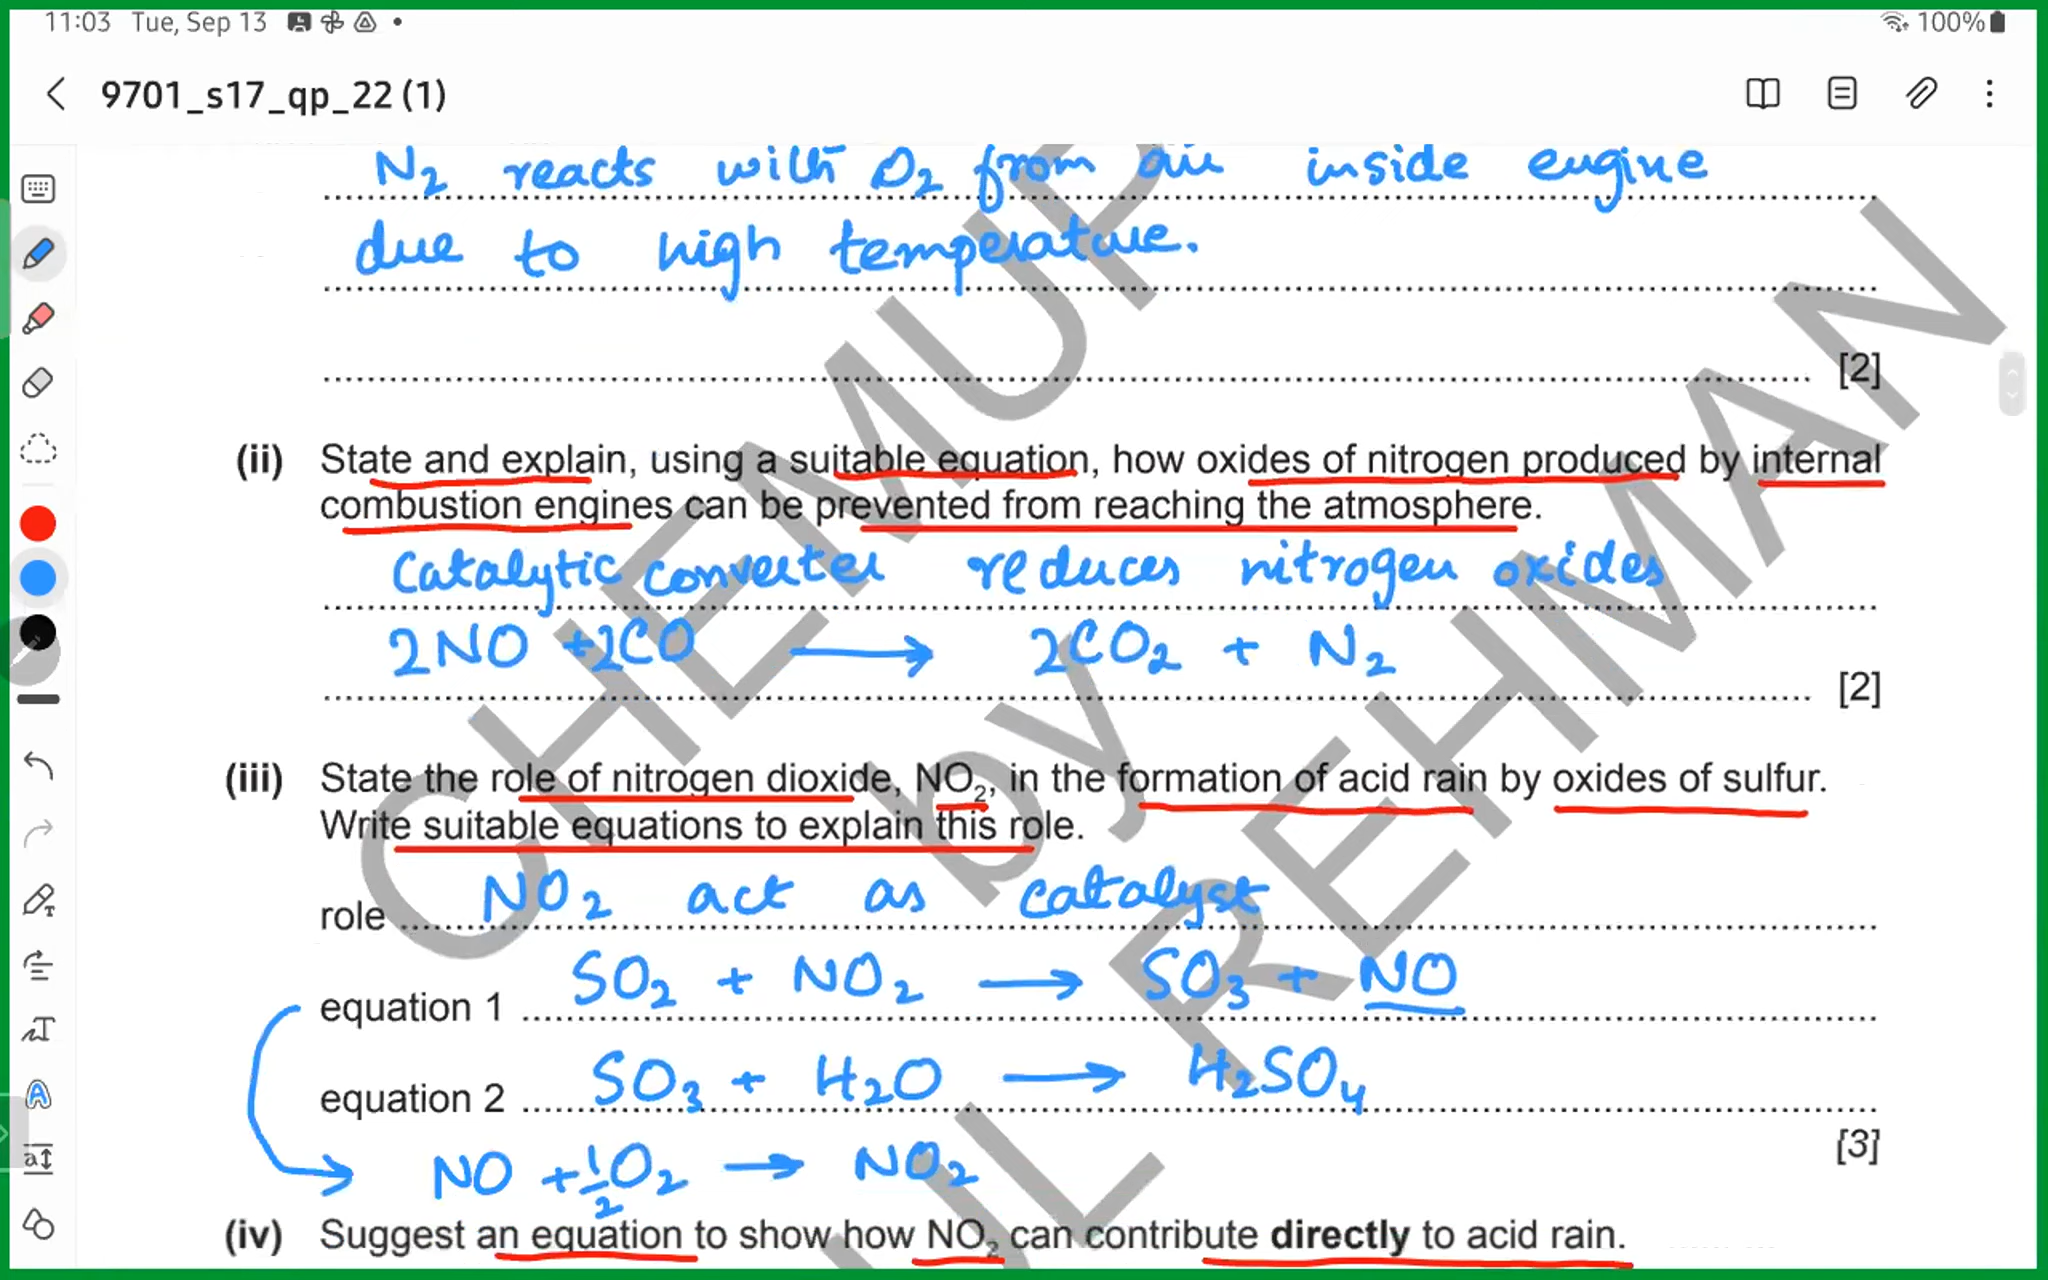 11:03 Tue, Sep 13 100%
9701_s17_qp_22 (1)
N2 reacts with O2 from air inside engine
due to high temperature.
[2]
(ii) State and explain, using a suitable equation, how oxides of nitrogen produced by internal
combustion engines can be prevented from reaching the atmosphere.
Catalytic converter reduces nitrogen oxides
2NO +2CO → 2CO2 + N2
[2]
(iii) State the role of nitrogen dioxide, NO2, in the formation of acid rain by oxides of sulfur.
Write suitable equations to explain this role.
role NO2 act as catalyst
equation 1 SO2 + NO2 → SO3 + NO
equation 2 SO3 + H2O → H2SO4
[3]
NO + 1/2 O2 → NO2
(iv) Suggest an equation to show how NO2 can contribute directly to acid rain.
CHEMUP
by
UL REHMAN